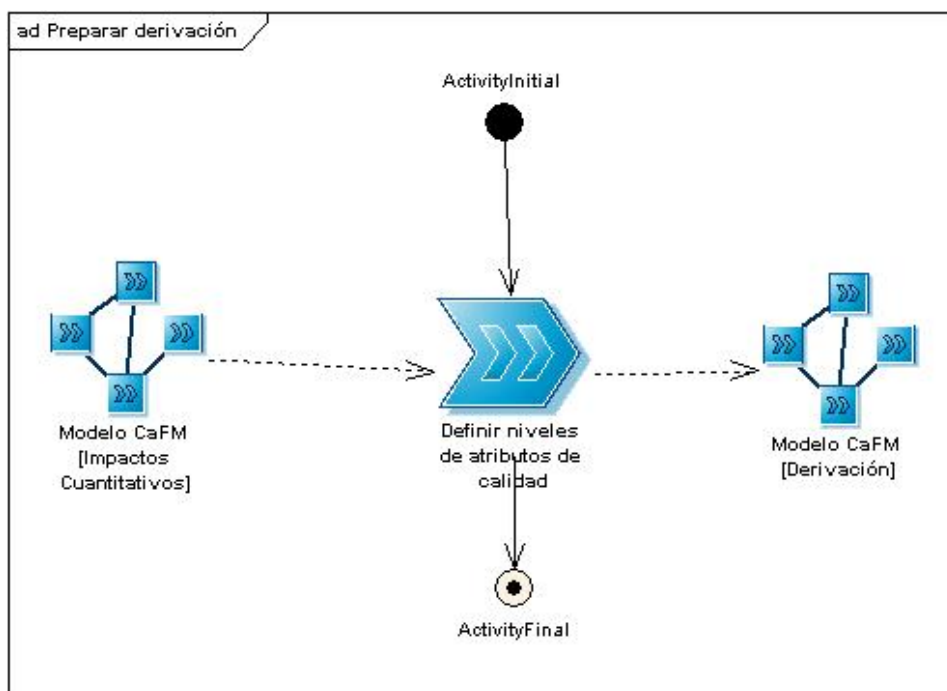 ad Preparar derivación
ActivityInitial
Modelo CaFM
[Impactos
Cuantitativos]
Definir niveles
de atributos de
calidad
Modelo CaFM
[Derivación]
ActivityFinal